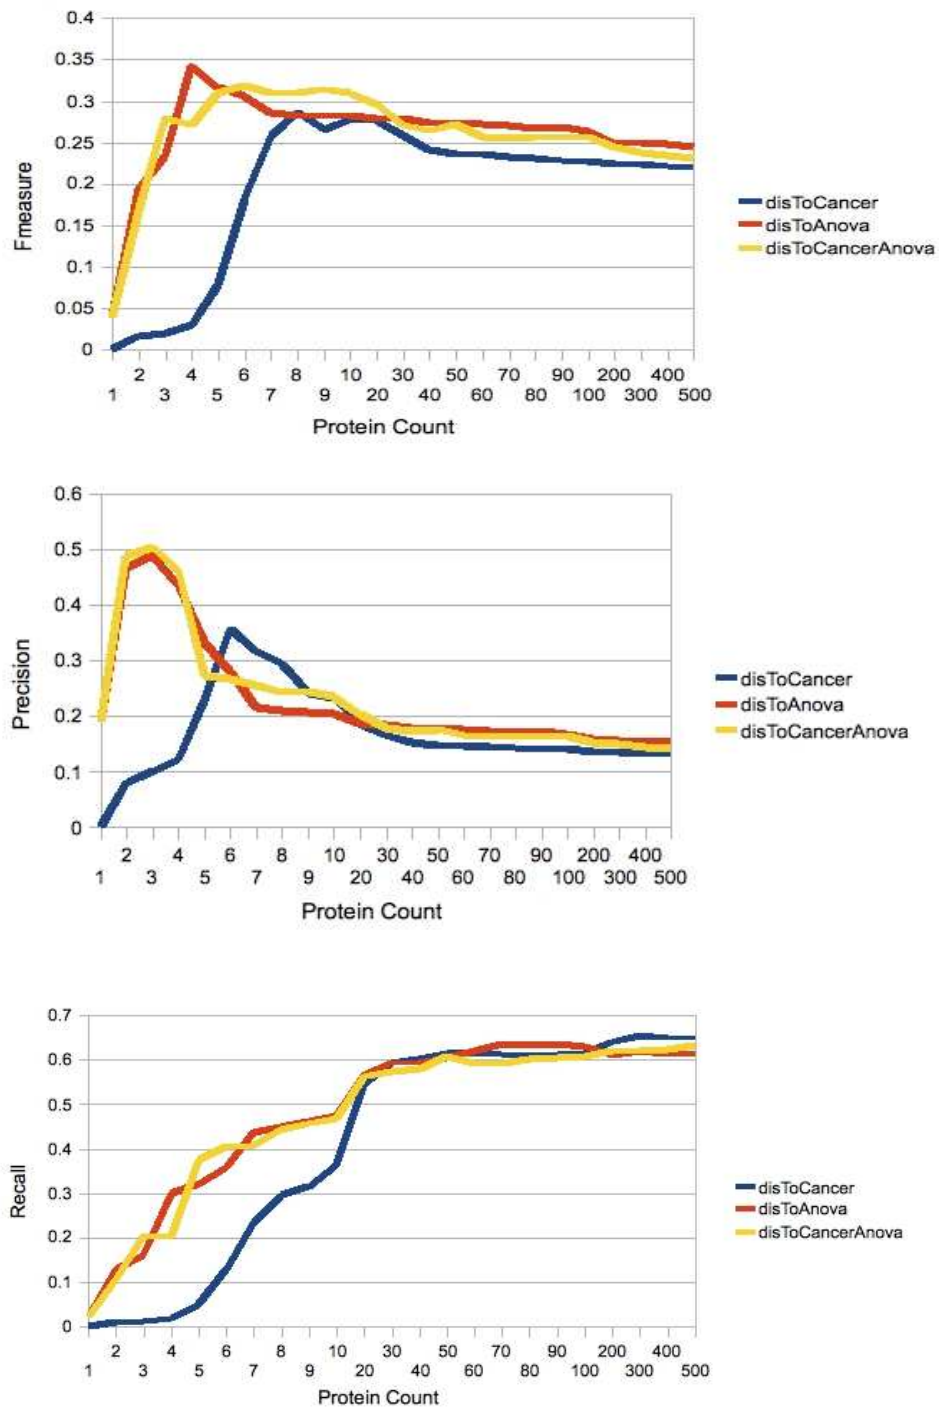 0.4
0.35
0.3
0.25
0.2
0.15
0.1
0.05
0
Fmeasure
2 4 6 8 10 30 50 70 90 200 400
1 3 5 7 9 20 40 60 80 100 300 500
Protein Count
disToCancer
disToAnova
disToCancerAnova
0.6
0.5
0.4
0.3
0.2
0.1
0
Precision
2 4 6 8 10 30 50 70 90 200 400
1 3 5 7 9 20 40 60 80 100 300 500
Protein Count
disToCancer
disToAnova
disToCancerAnova
0.7
0.6
0.5
0.4
0.3
0.2
0.1
0
Recall
2 4 6 8 10 30 50 70 90 200 400
1 3 5 7 9 20 40 60 80 100 300 500
Protein Count
disToCancer
disToAnova
disToCancerAnova